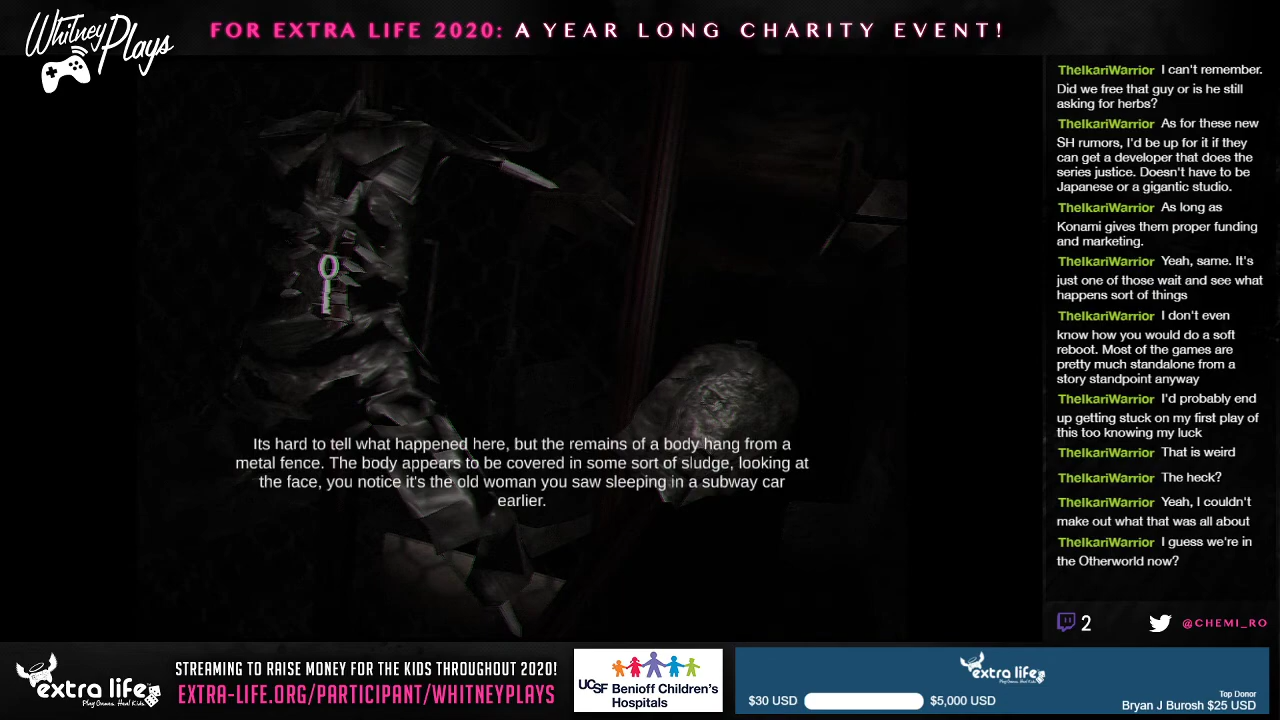 Whitney Plays
FOR EXTRA LIFE 2020: A YEAR LONG CHARITY EVENT!
Its hard to tell what happened here, but the remains of a body hang from a
metal fence. The body appears to be covered in some sort of sludge, looking at
the face, you notice it's the old woman you saw sleeping in a subway car
earlier.
TheIkariWarrior I can't remember.
Did we free that guy or is he still
asking for herbs?
TheIkariWarrior As for these new
SH rumors, I'd be up for it if they
can get a developer that does the
series justice. Doesn't have to be
Japanese or a gigantic studio.
TheIkariWarrior As long as
Konami gives them proper funding
and marketing.
TheIkariWarrior Yeah, same. It's
just one of those wait and see what
happens sort of things
TheIkariWarrior I don't even
know how you would do a soft
reboot. Most of the games are
pretty much standalone from a
story standpoint anyway
TheIkariWarrior I'd probably end
up getting stuck on my first play of
this too knowing my luck
TheIkariWarrior That is weird
TheIkariWarrior The heck?
TheIkariWarrior Yeah, I couldn't
make out what that was all about
TheIkariWarrior I guess we're in
the Otherworld now?
2 @CHEMI_RO
extra life
Play Games. Heal Kids.
STREAMING TO RAISE MONEY FOR THE KIDS THROUGHOUT 2020!
EXTRA-LIFE.ORG/PARTICIPANT/WHITNEYPLAYS
UCSF Benioff Children's
Hospitals
extra life
Play Games. Heal Kids.
$30 USD $5,000 USD
Top Donor
Bryan J Burosh $25 USD